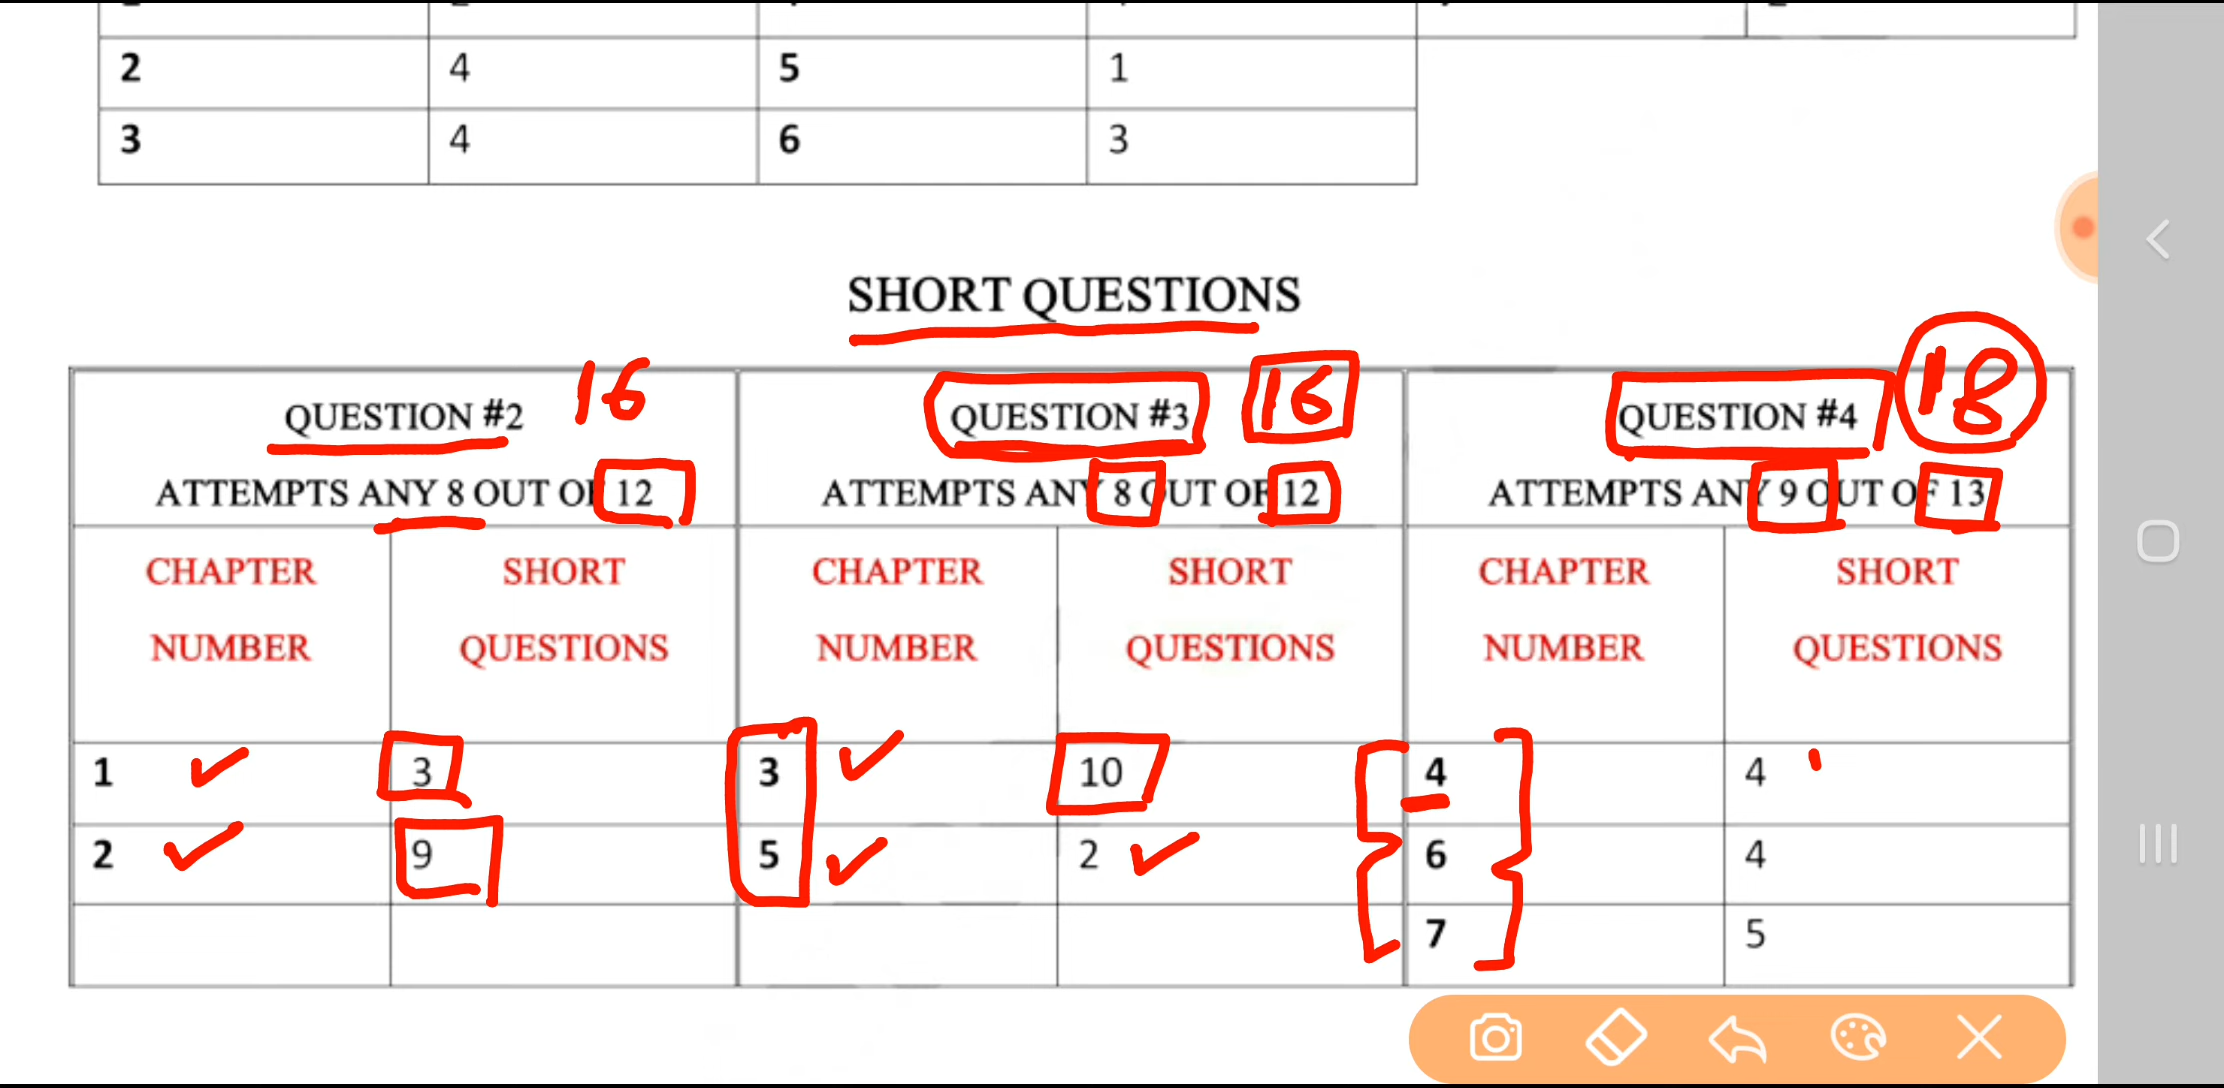 2 4 5 1
3 4 6 3
SHORT QUESTIONS
QUESTION #2 16 QUESTION #3 16 QUESTION #4 18
ATTEMPTS ANY 8 OUT OF 12 ATTEMPTS ANY 8 OUT OF 12 ATTEMPTS ANY 9 OUT OF 13
CHAPTER SHORT CHAPTER SHORT CHAPTER SHORT
NUMBER QUESTIONS NUMBER QUESTIONS NUMBER QUESTIONS
1 3 3 10 4 4
2 9 5 2 6 4
7 5